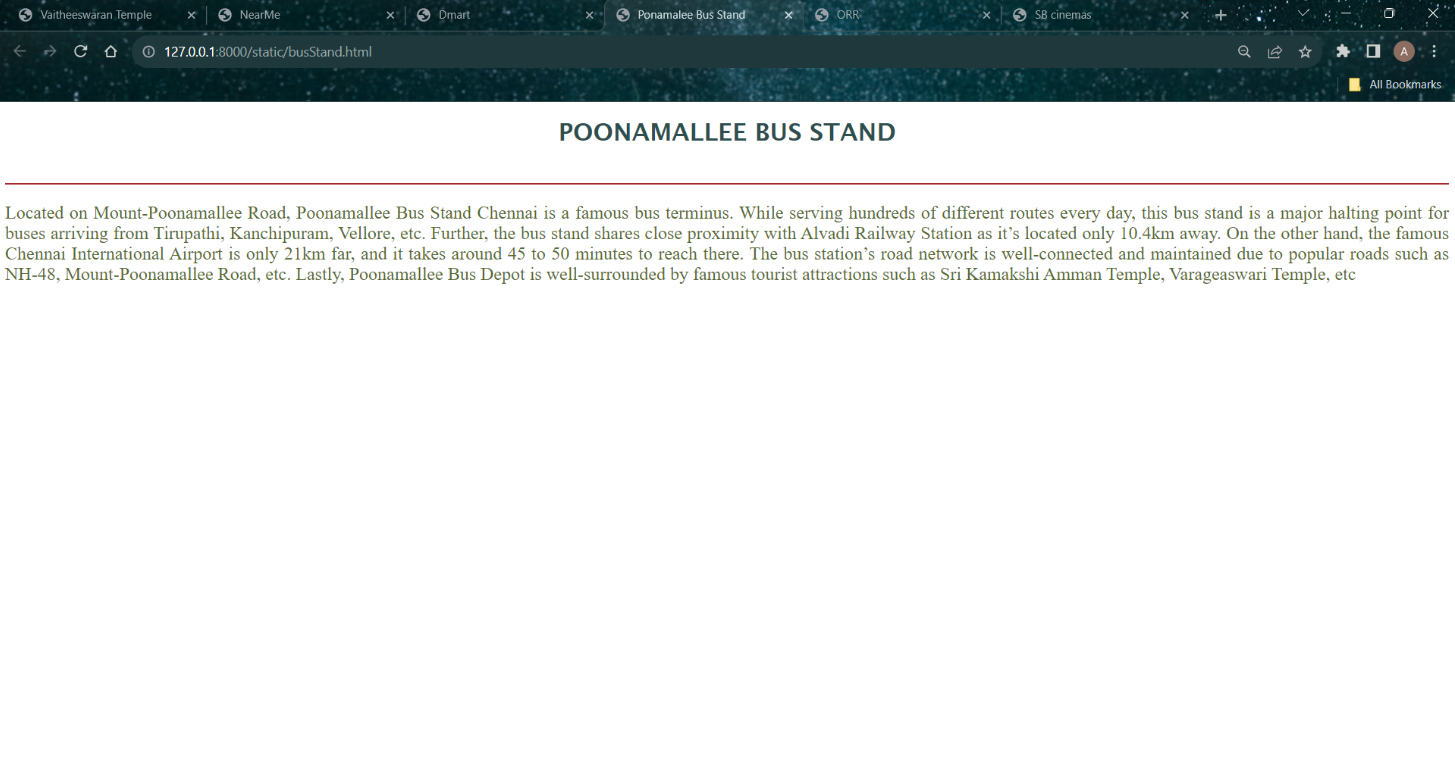 Vaitheeswaran Temple NearMe Dmart Ponamalee Bus Stand ORR SB cinemas
127.0.0.1:8000/static/busStand.html A
All Bookmarks
POONAMALLEE BUS STAND
Located on Mount-Poonamallee Road, Poonamallee Bus Stand Chennai is a famous bus terminus. While serving hundreds of different routes every day, this bus stand is a major halting point for
buses arriving from Tirupathi, Kanchipuram, Vellore, etc. Further, the bus stand shares close proximity with Alvadi Railway Station as it’s located only 10.4km away. On the other hand, the famous
Chennai International Airport is only 21km far, and it takes around 45 to 50 minutes to reach there. The bus station’s road network is well-connected and maintained due to popular roads such as
NH-48, Mount-Poonamallee Road, etc. Lastly, Poonamallee Bus Depot is well-surrounded by famous tourist attractions such as Sri Kamakshi Amman Temple, Varageaswari Temple, etc